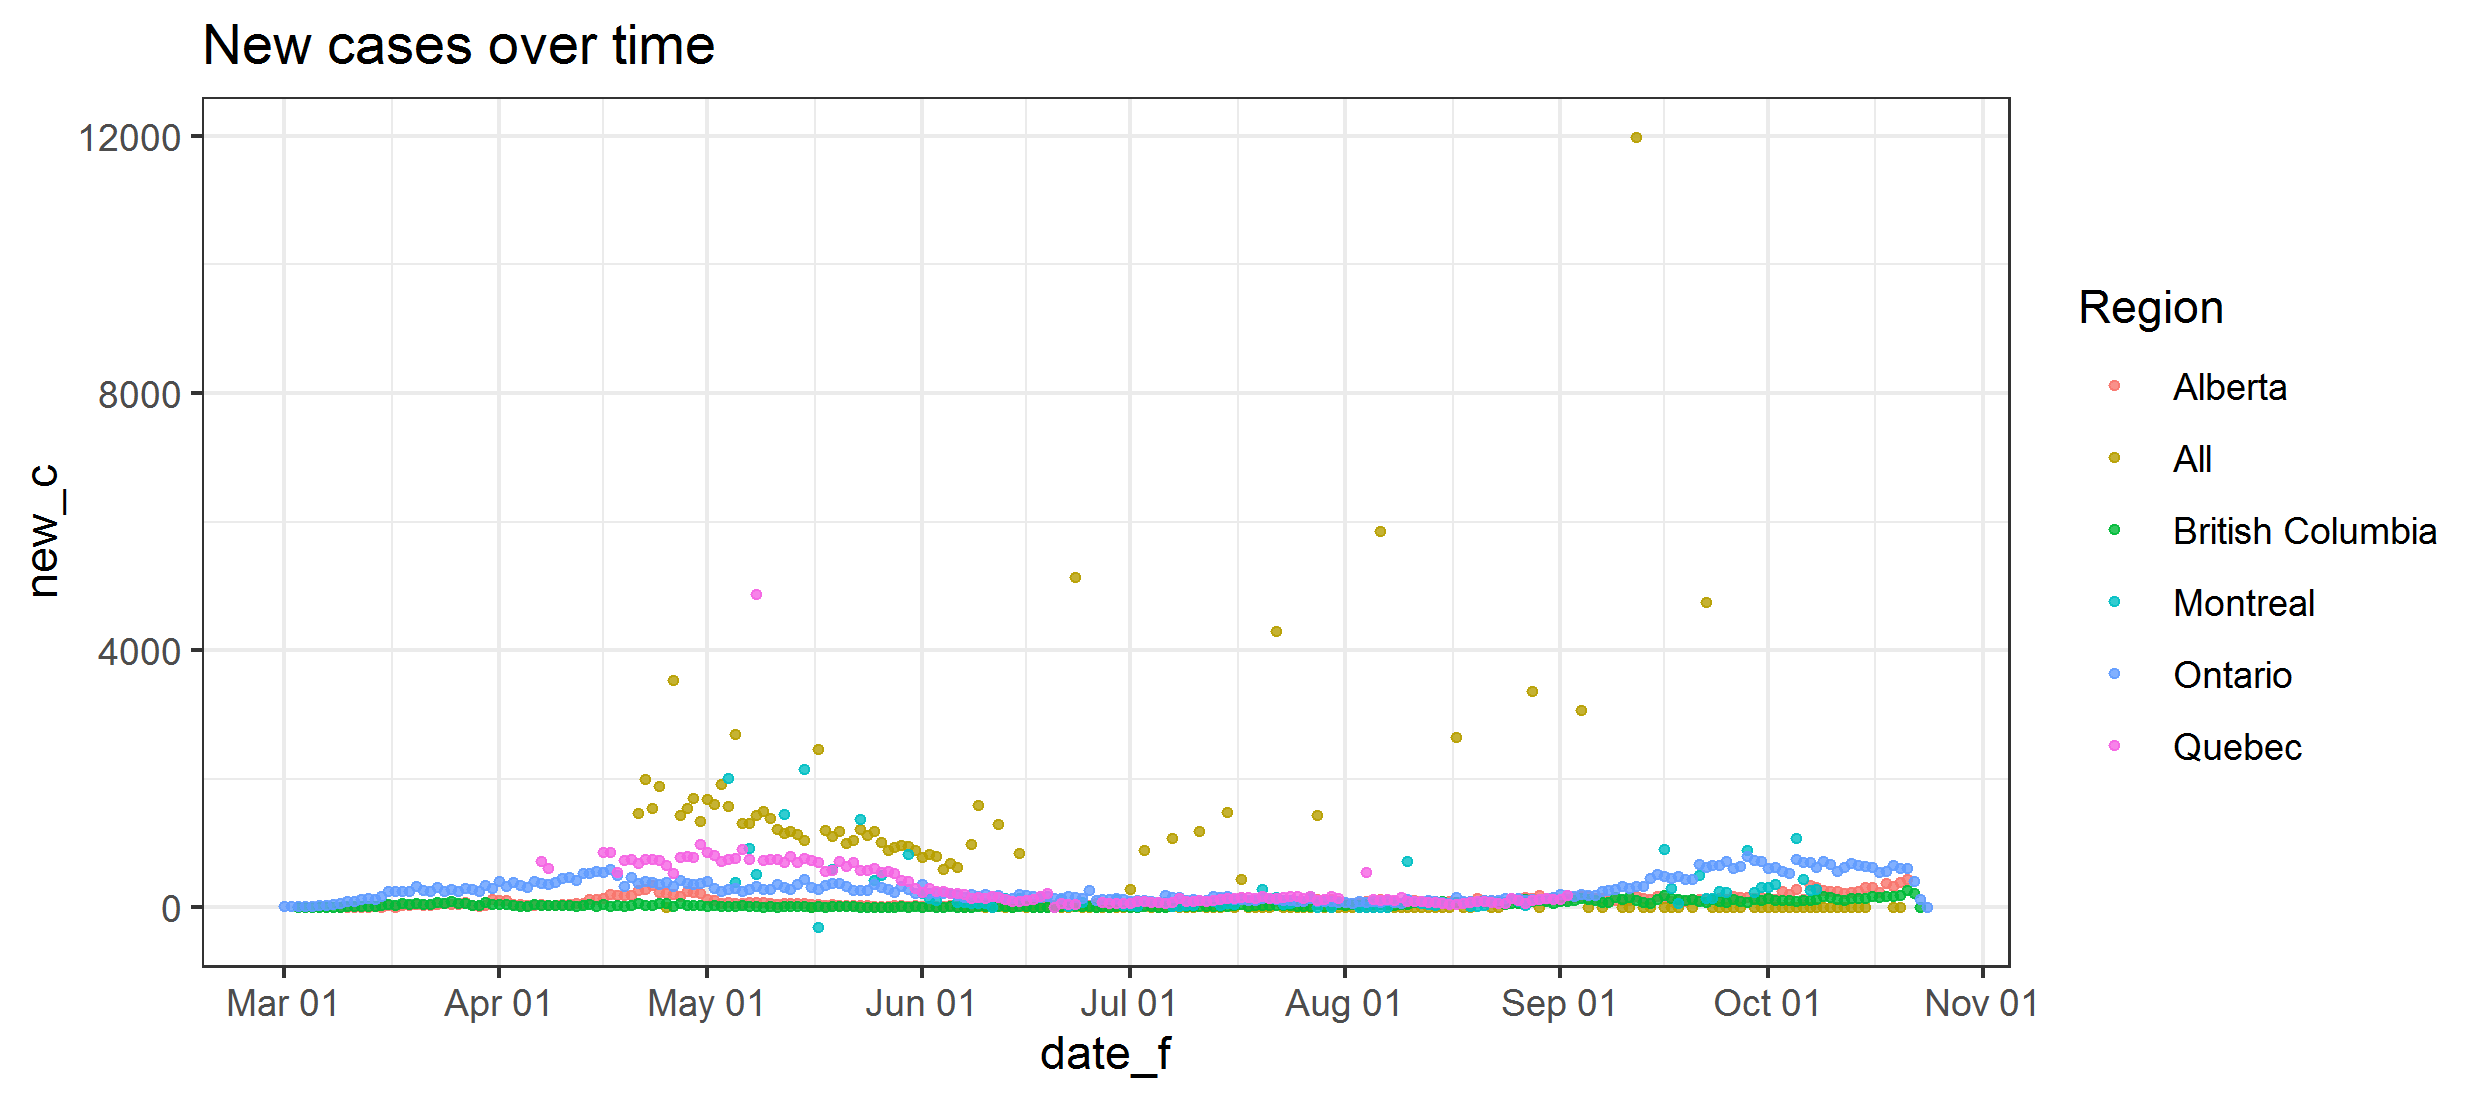 New cases over time
12000
8000
4000
0
new_c
Mar 01 Apr 01 May 01 Jun 01 Jul 01 Aug 01 Sep 01 Oct 01 Nov 01
date_f
Region
Alberta
All
British Columbia
Montreal
Ontario
Quebec